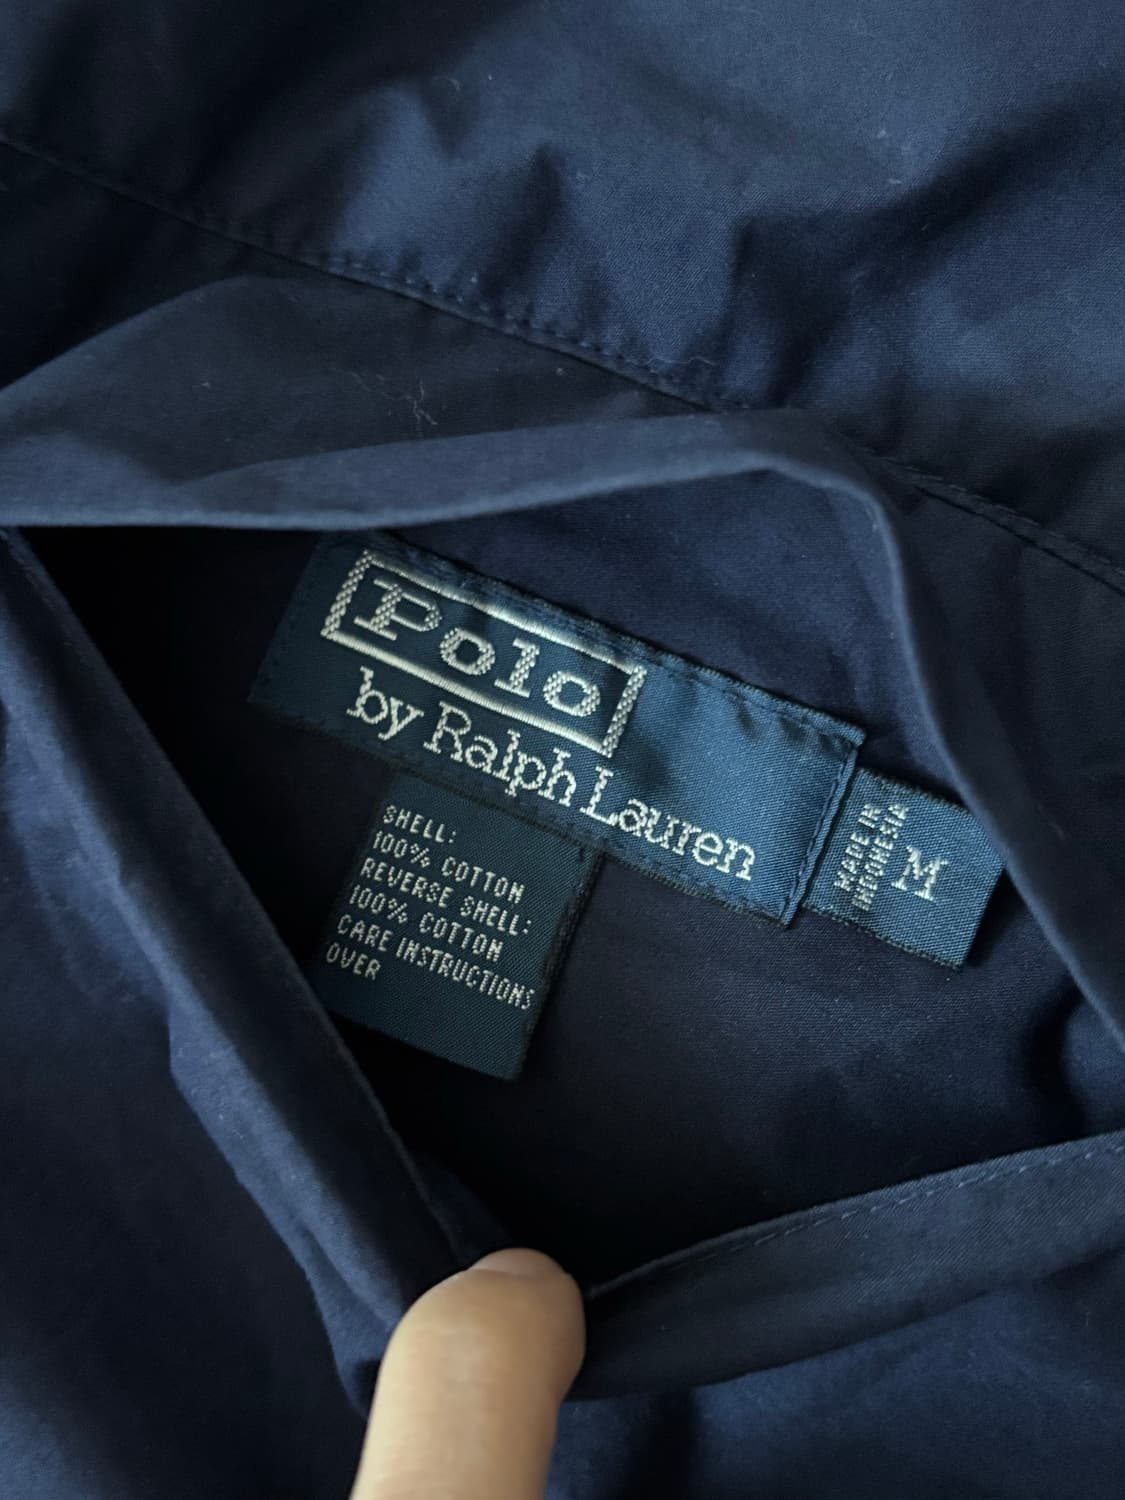 Polo
by Ralph Lauren
SHELL:
100% COTTON
REVERSE SHELL:
100% COTTON
CARE INSTRUCTIONS
OVER
MADE IN
INDONESIA
M